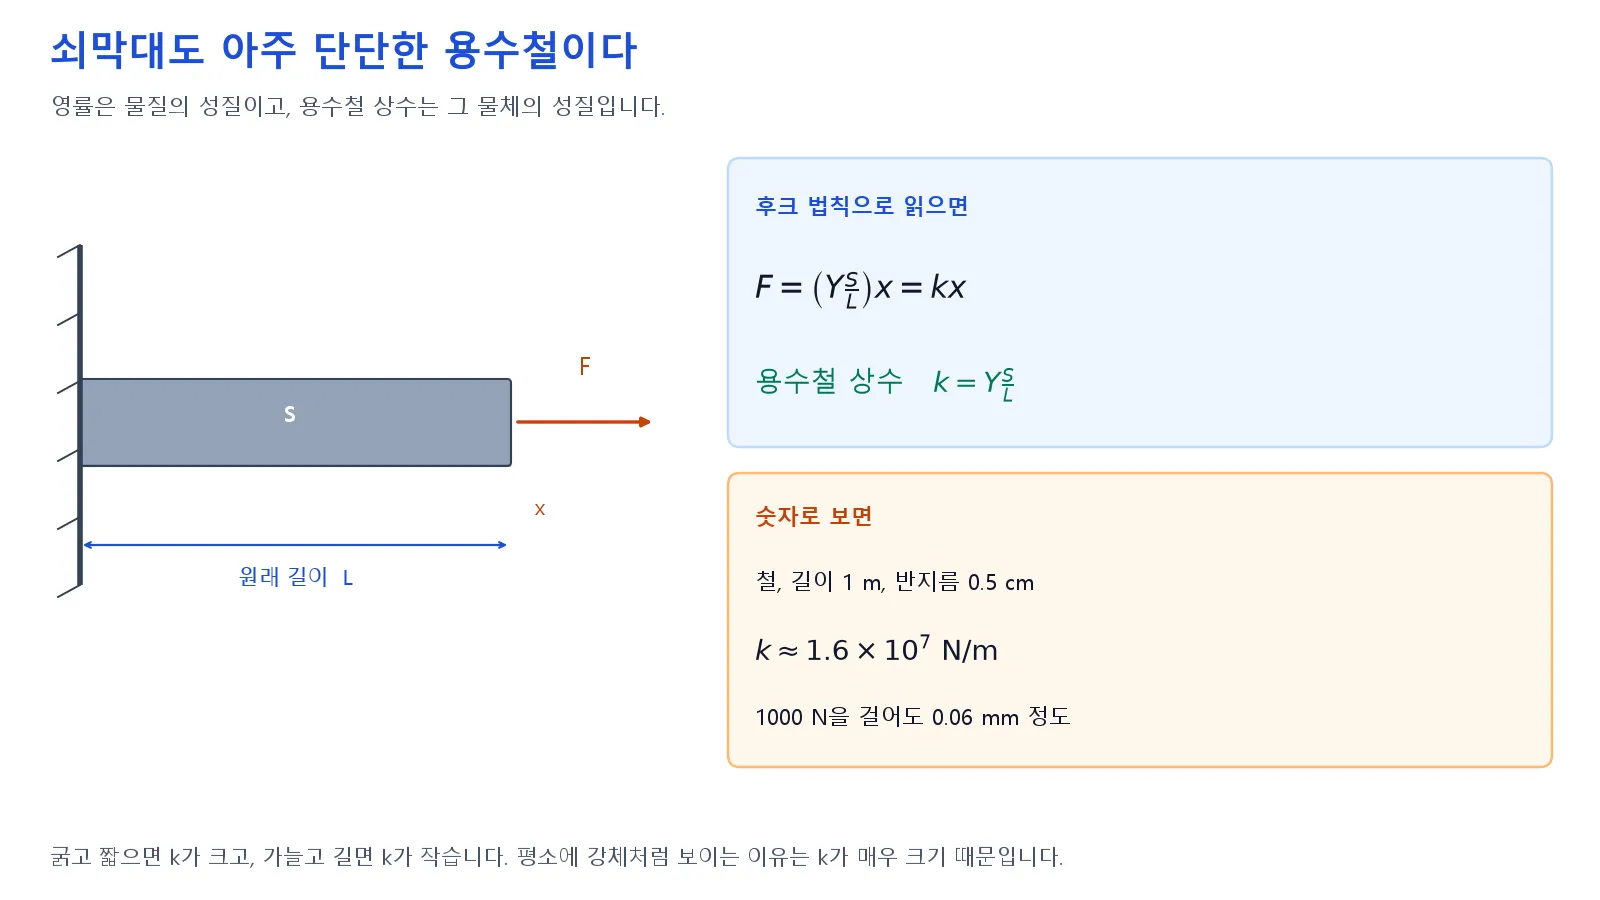 쇠막대도 아주 단단한 용수철이다
영률은 물질의 성질이고, 용수철 상수는 그 물체의 성질입니다.
S
F
x
원래 길이 L
후크 법칙으로 읽으면
F = (Y S/L) x = kx
용수철 상수 k = Y S/L
숫자로 보면
철, 길이 1 m, 반지름 0.5 cm
k ≈ 1.6 × 10⁷ N/m
1000 N을 걸어도 0.06 mm 정도
굵고 짧으면 k가 크고, 가늘고 길면 k가 작습니다. 평소에 강체처럼 보이는 이유는 k가 매우 크기 때문입니다.